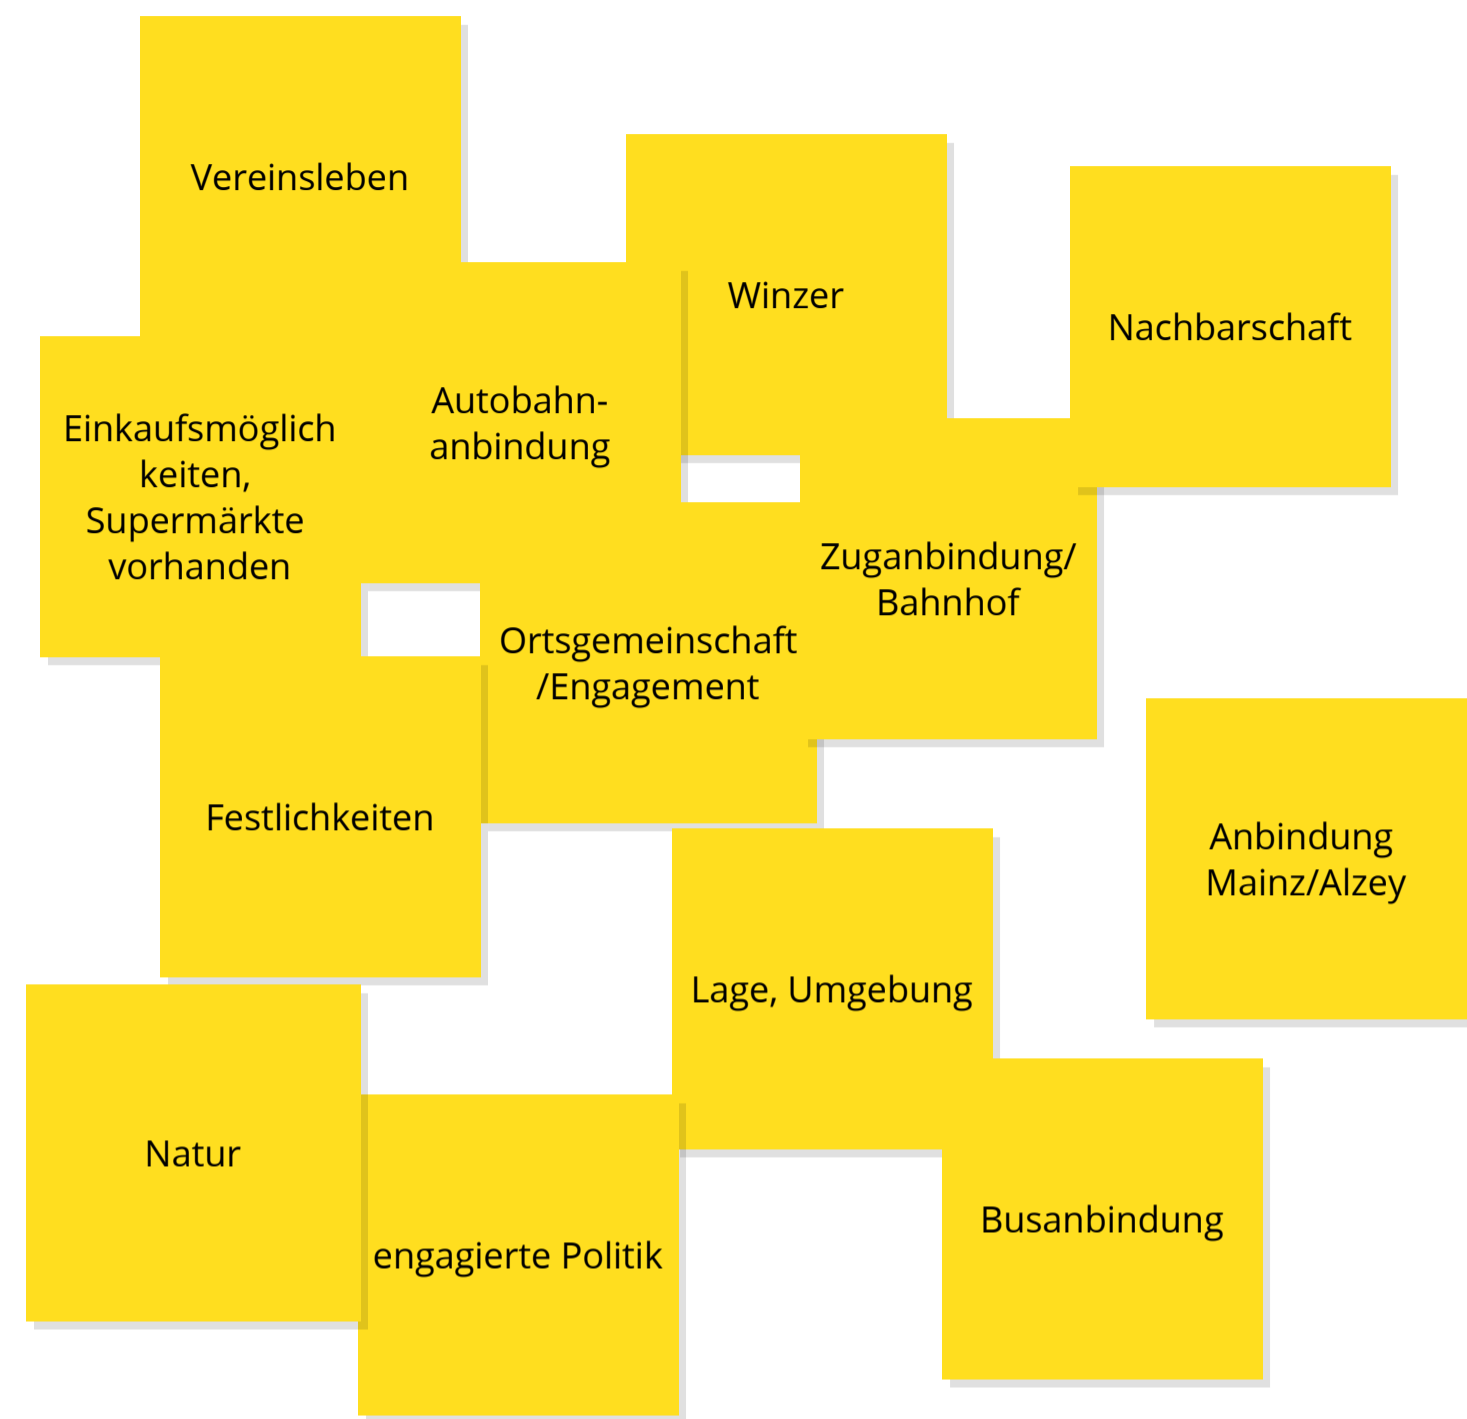 Vereinsleben
Winzer
Nachbarschaft
Autobahn-
anbindung
Einkaufsmöglich
keiten,
Supermärkte
vorhanden
Zuganbindung/
Bahnhof
Ortsgemeinschaft
/Engagement
Festlichkeiten
Anbindung
Mainz/Alzey
Lage, Umgebung
Natur
engagierte Politik
Busanbindung